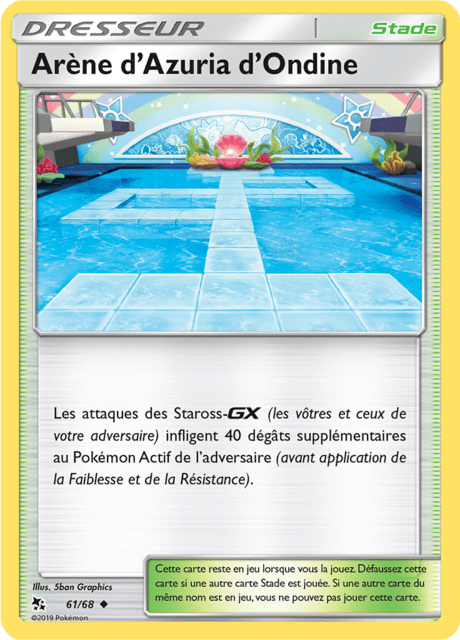 DRESSEUR
Stade
Arène d'Azuria d'Ondine
Les attaques des Staross-GX (les vôtres et ceux de
votre adversaire) infligent 40 dégâts supplémentaires
au Pokémon Actif de l'adversaire (avant application de
la Faiblesse et de la Résistance).
Cette carte reste en jeu lorsque vous la jouez. Défaussez cette
carte si une autre carte Stade est jouée. Si une autre carte du
même nom est en jeu, vous ne pouvez pas jouer cette carte.
Illus. 5ban Graphics
61/68 ◆
©2019 Pokémon